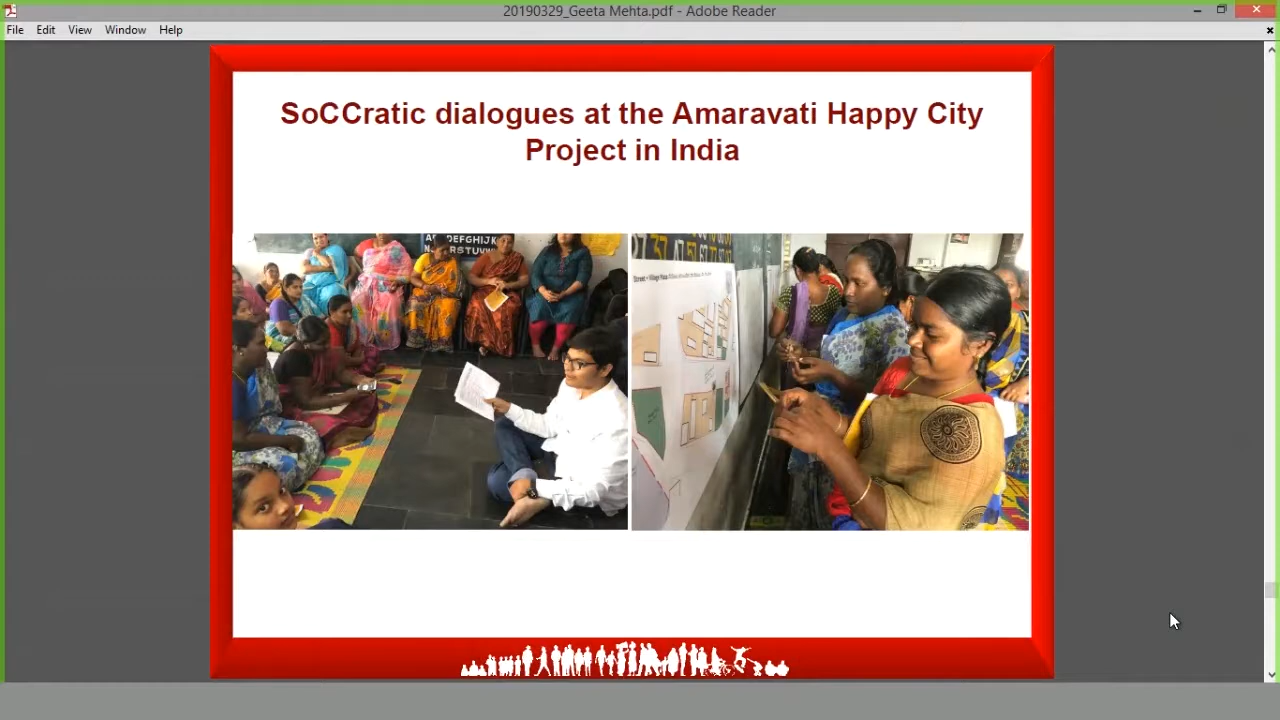 20190329_Geeta Mehta.pdf - Adobe Reader
File Edit View Window Help
SoCCratic dialogues at the Amaravati Happy City
Project in India